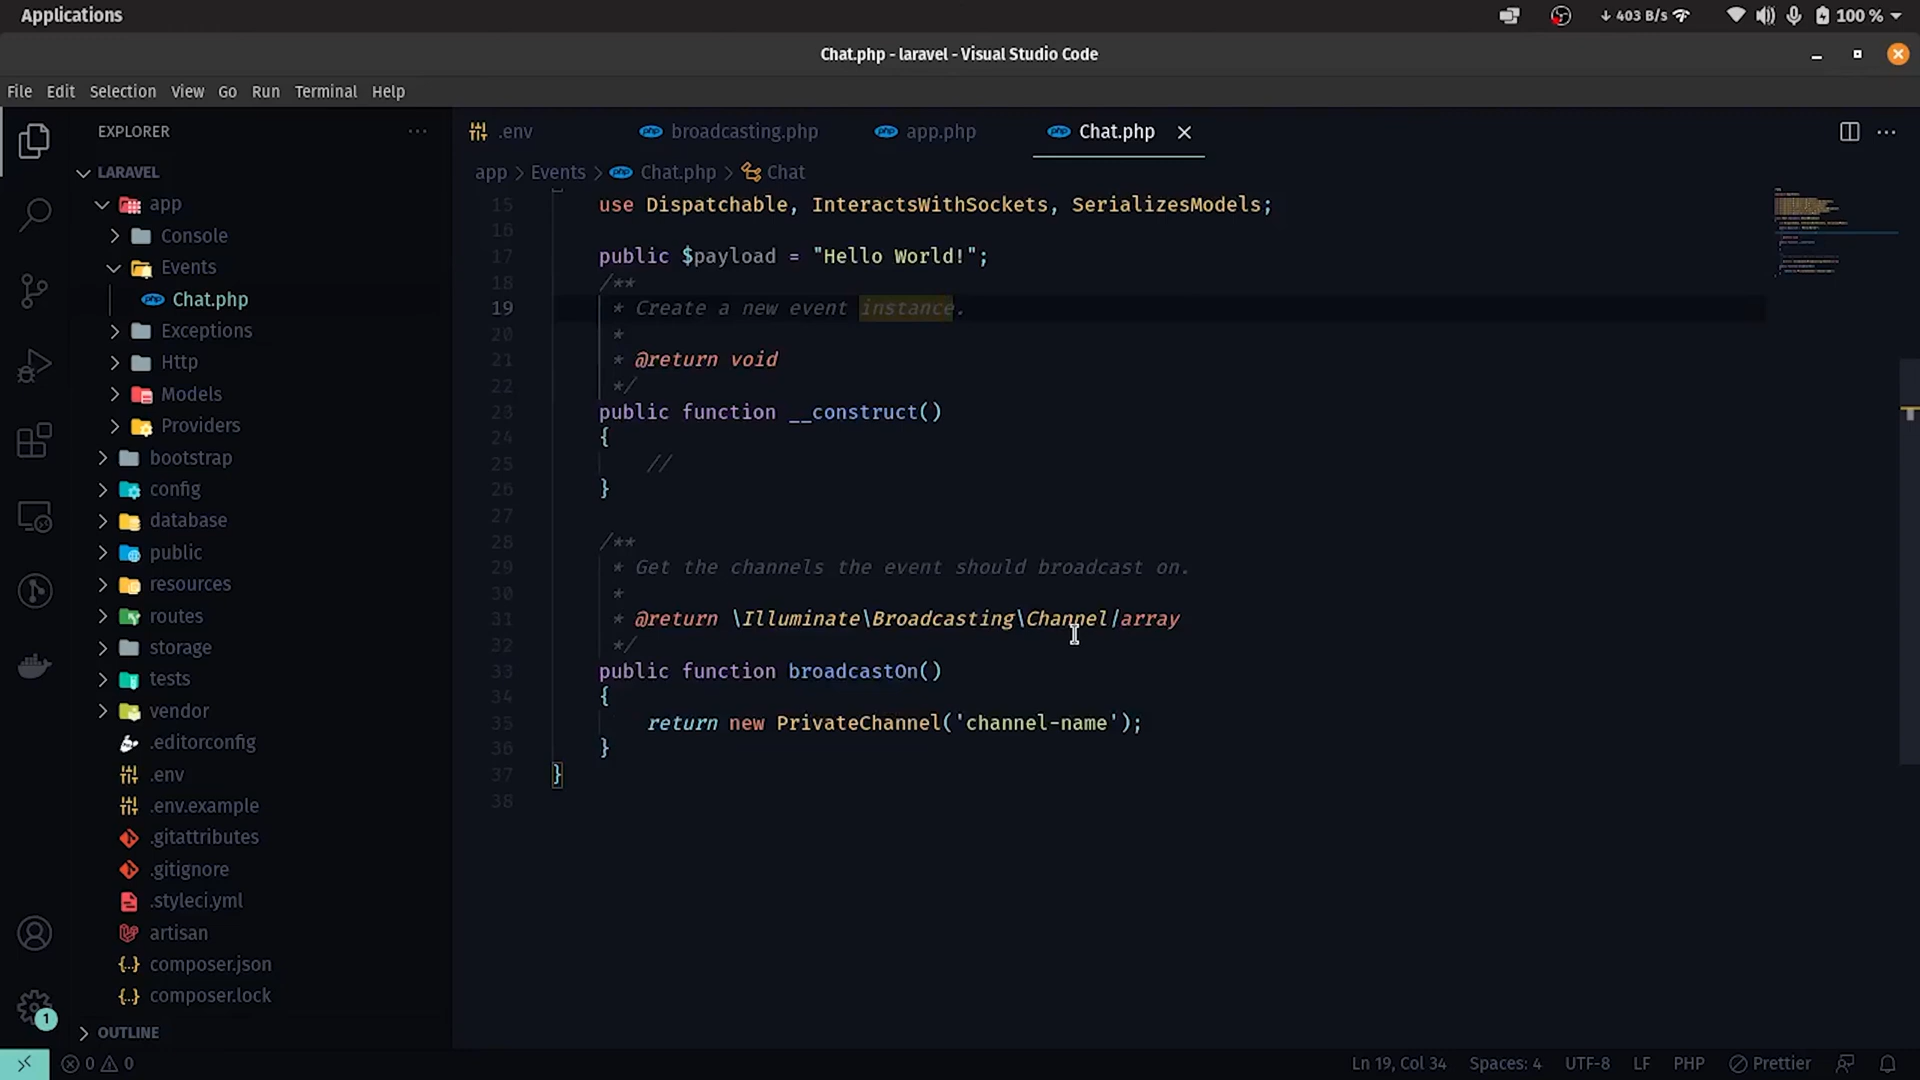 Applications
↓ 403 B/s
100 %
Chat.php - laravel - Visual Studio Code
File Edit Selection View Go Run Terminal Help
EXPLORER
LARAVEL
app
Console
Events
Chat.php
Exceptions
Http
Models
Providers
bootstrap
config
database
public
resources
routes
storage
tests
vendor
.editorconfig
.env
.env.example
.gitattributes
.gitignore
.styleci.yml
artisan
composer.json
composer.lock
OUTLINE
1
.env
broadcasting.php
app.php
Chat.php
app > Events > Chat.php > Chat
15 use Dispatchable, InteractsWithSockets, SerializesModels;
16
17 public $payload = "Hello World!";
18 /**
19 * Create a new event instance.
20 *
21 * @return void
22 */
23 public function __construct()
24 {
25 //
26 }
27
28 /**
29 * Get the channels the event should broadcast on.
30 *
31 * @return \Illuminate\Broadcasting\Channel|array
32 */
33 public function broadcastOn()
34 {
35 return new PrivateChannel('channel-name');
36 }
37 }
38
0 0
Ln 19, Col 34 Spaces: 4 UTF-8 LF PHP Prettier